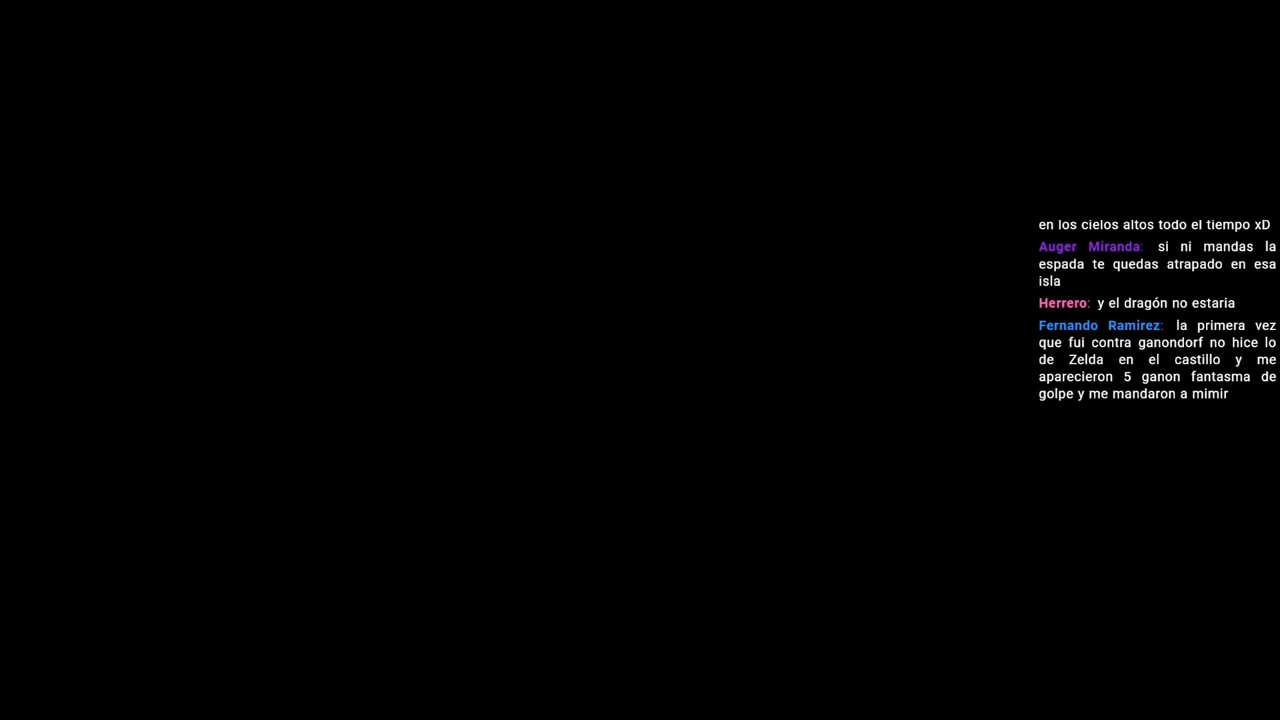 en los cielos altos todo el tiempo xD
Auger Miranda: si ni mandas la
espada te quedas atrapado en esa
isla
Herrero: y el dragón no estaria
Fernando Ramirez: la primera vez
que fui contra ganondorf no hice lo
de Zelda en el castillo y me
aparecieron 5 ganon fantasma de
golpe y me mandaron a mimir